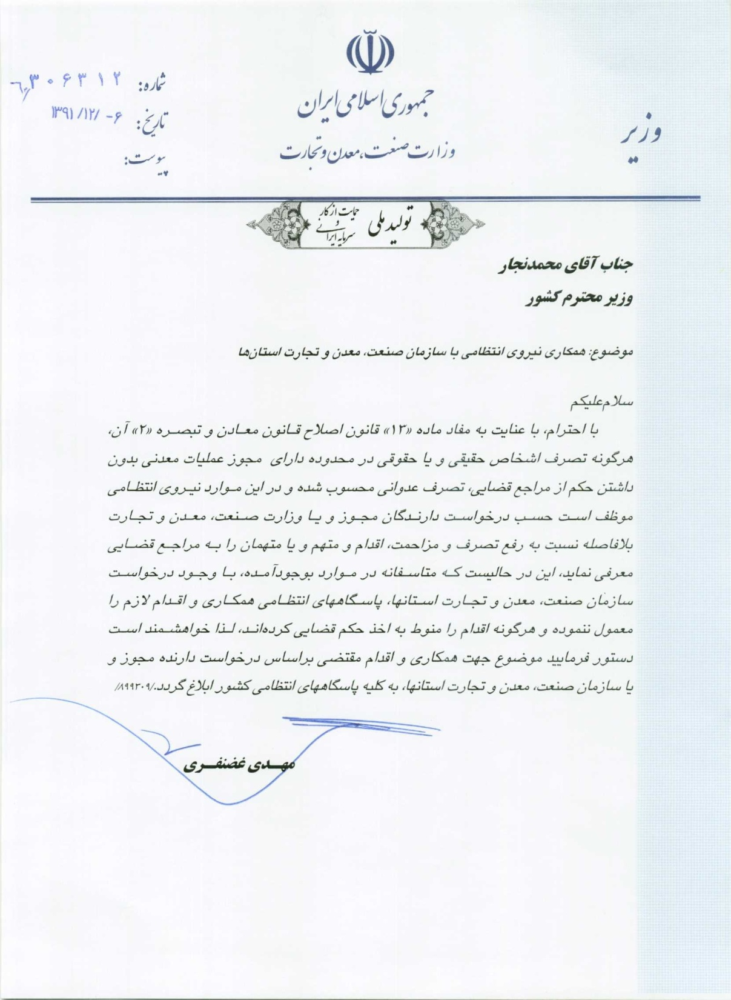 جمهوری اسلامی ایران
وزارت صنعت، معدن و تجارت
وزیر
شماره: ۳۰۶۳۱۲
تاریخ: ۱۳۹۱/۱۲/-۶
پیوست:
تولید ملی
حمایت از کار
و
سرمایه ایرانی
جناب آقای محمدنجار
وزیر محترم کشور
موضوع: همکاری نیروی انتظامی با سازمان صنعت، معدن و تجارت استان‌ها
سلام‌علیکم
با احترام، با عنایت به مفاد ماده «۱۳» قانون اصلاح قانون معادن و تبصره «۲» آن،
هرگونه تصرف اشخاص حقیقی و یا حقوقی در محدوده دارای مجوز عملیات معدنی بدون
داشتن حکم از مراجع قضایی، تصرف عدوانی محسوب شده و در این موارد نیروی انتظامی
موظف است حسب درخواست دارندگان مجوز و یا وزارت صنعت، معدن و تجارت
بلافاصله نسبت به رفع تصرف و مزاحمت، اقدام و متهم و یا متهمان را به مراجع قضایی
معرفی نماید، این در حالیست که متاسفانه در موارد بوجودآمده، با وجود درخواست
سازمان صنعت، معدن و تجارت استانها، پاسگاههای انتظامی همکاری و اقدام لازم را
معمول ننموده و هرگونه اقدام را منوط به اخذ حکم قضایی کرده‌اند، لذا خواهشمند است
دستور فرمایید موضوع جهت همکاری و اقدام مقتضی براساس درخواست دارنده مجوز و
یا سازمان صنعت، معدن و تجارت استانها، به کلیه پاسگاههای انتظامی کشور ابلاغ گردد./۸۹۹۳۰۹/
مهدی غضنفری